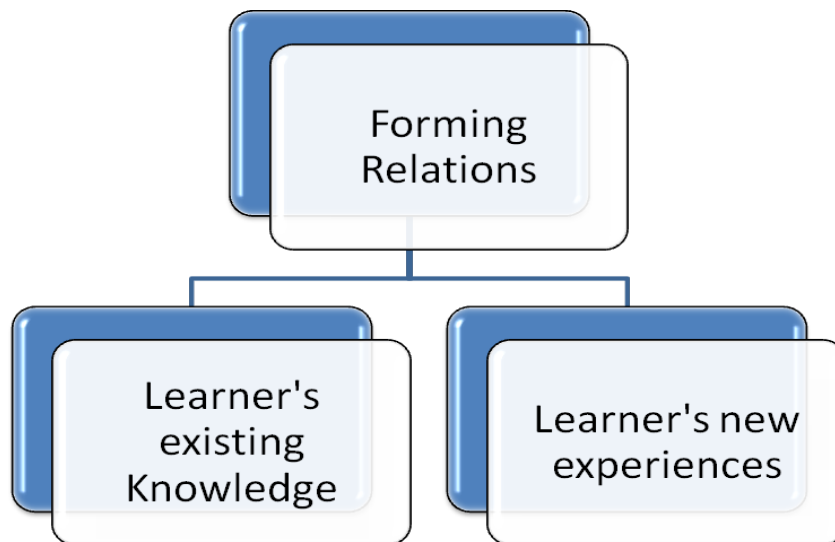 Forming
Relations
Learner's
existing
Knowledge
Learner's new
experiences